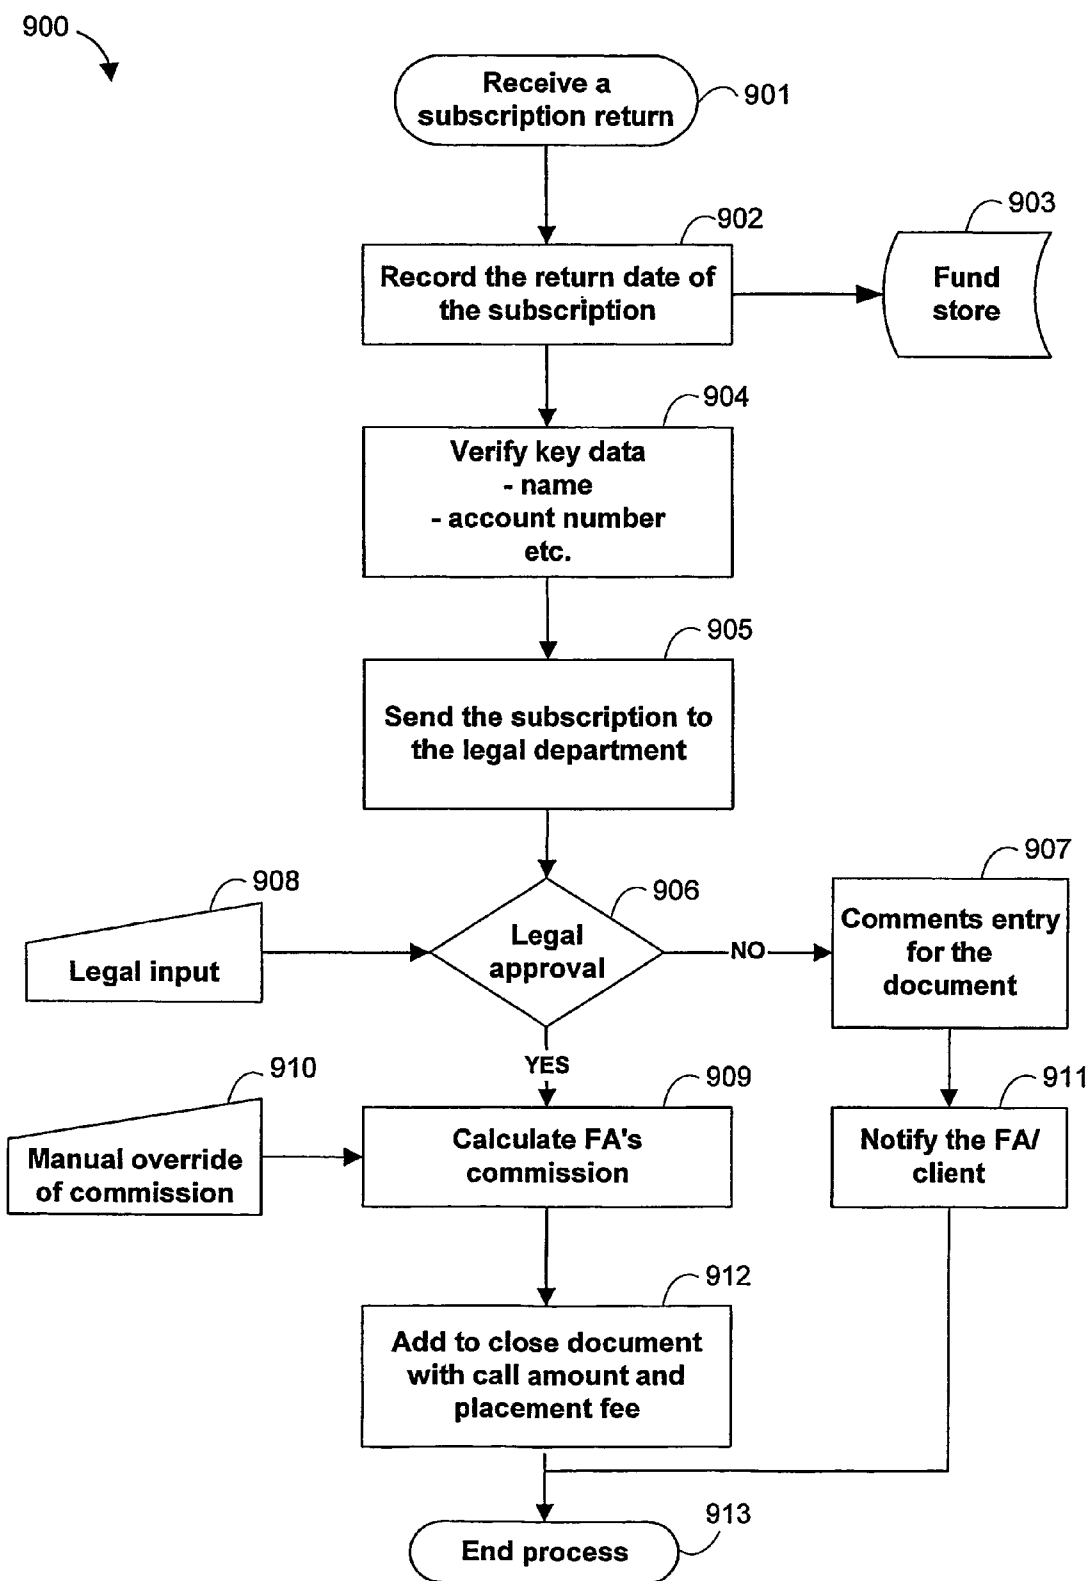 900
Receive a
subscription return
901
902
Record the return date of
the subscription
903
Fund
store
904
Verify key data
- name
- account number
etc.
905
Send the subscription to
the legal department
906
Legal
approval
908
Legal input
NO
907
Comments entry
for the
document
YES
910
Manual override
of commission
909
Calculate FA's
commission
911
Notify the FA/
client
912
Add to close document
with call amount and
placement fee
913
End process